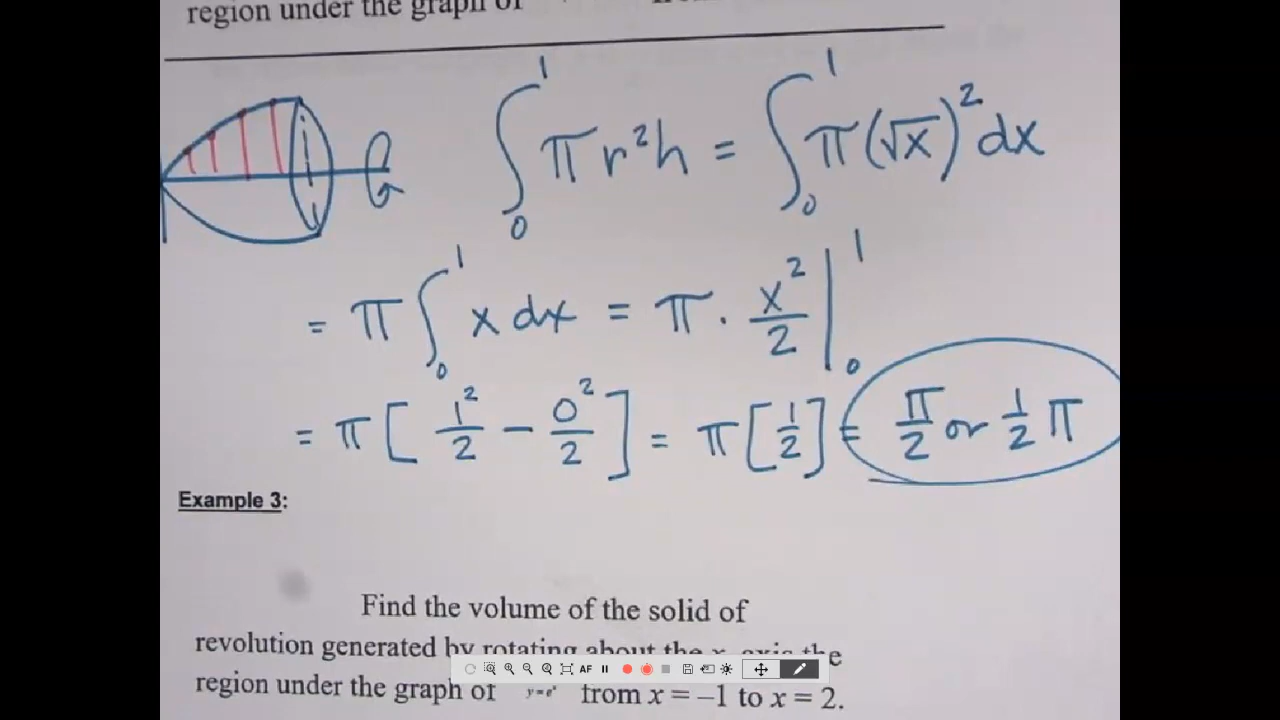 region under the graph of
∫₀¹ πr²h = ∫₀¹ π(√x)² dx
= π ∫₀¹ x dx = π · x²/2 |₀¹
= π [ 1²/2 − 0²/2 ] = π [ 1/2 ] = π/2 or 1/2 π
Example 3:
Find the volume of the solid of
revolution generated by rotating about the x axis the
AF
region under the graph of y = eˣ from x = –1 to x = 2.